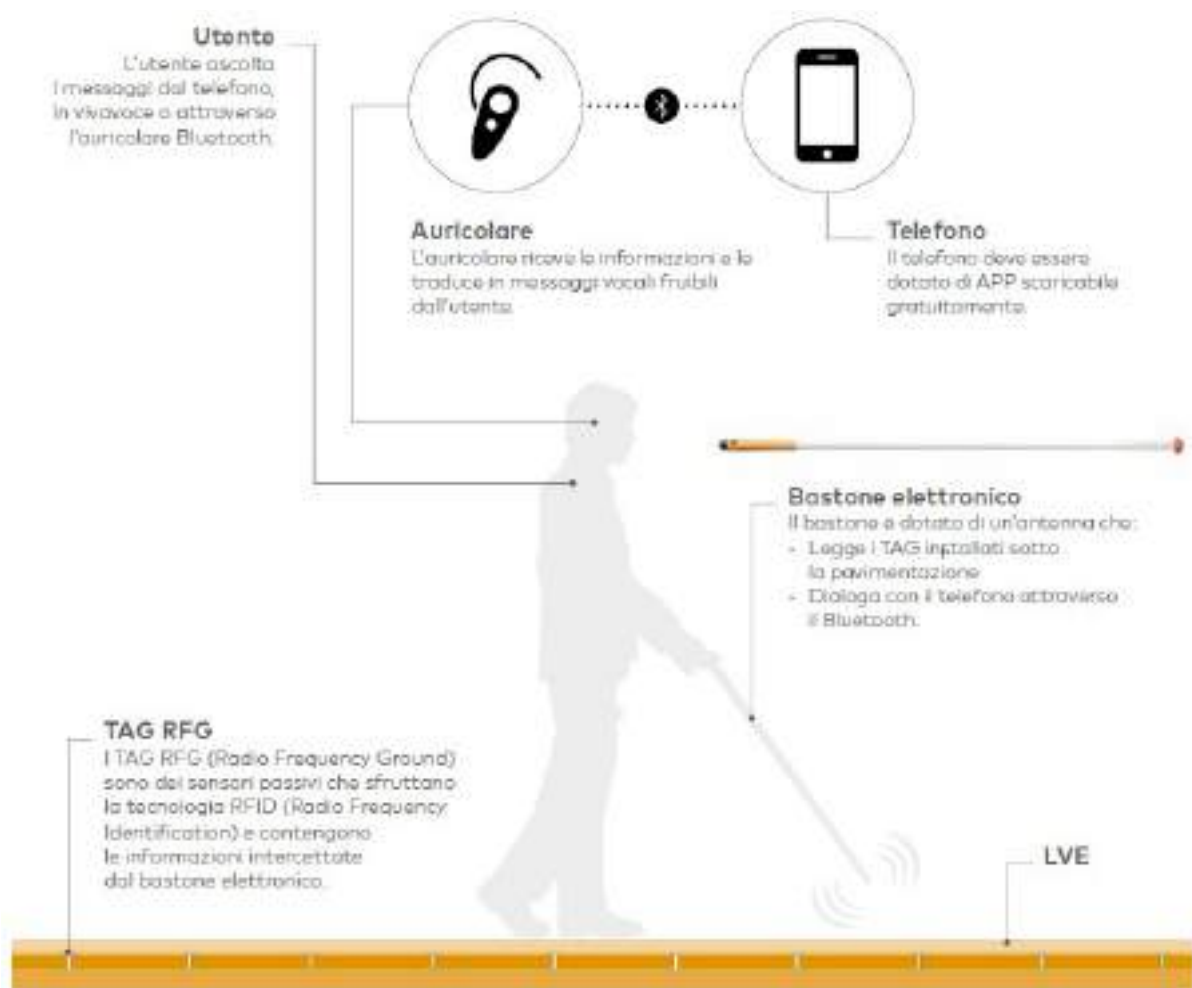 Utente
L'utente ascolta
i messaggi dal telefono,
in vivavoce o attraverso
l'auricolare Bluetooth.
Auricolare
L'auricolare riceve le informazioni e le
traduce in messaggi vocali fruibili
dall'utente.
Telefono
Il telefono deve essere
dotato di APP scaricabile
gratuitamente.
Bastone elettronico
Il bastone è dotato di un'antenna che:
- Legge i TAG installati sotto
la pavimentazione
- Dialoga con il telefono attraverso
il Bluetooth.
TAG RFG
I TAG RFG (Radio Frequency Ground)
sono dei sensori passivi che sfruttano
la tecnologia RFID (Radio Frequency
Identification) e contengono
le informazioni intercettate
dal bastone elettronico.
LVE